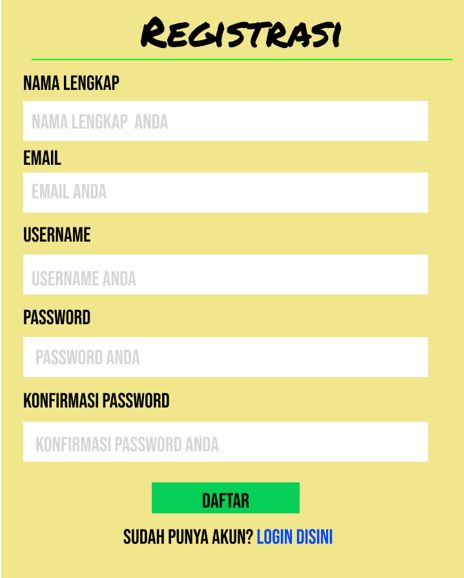 REGISTRASI
NAMA LENGKAP
NAMA LENGKAP ANDA
EMAIL
EMAIL ANDA
USERNAME
USERNAME ANDA
PASSWORD
PASSWORD ANDA
KONFIRMASI PASSWORD
KONFIRMASI PASSWORD ANDA
DAFTAR
SUDAH PUNYA AKUN? LOGIN DISINI